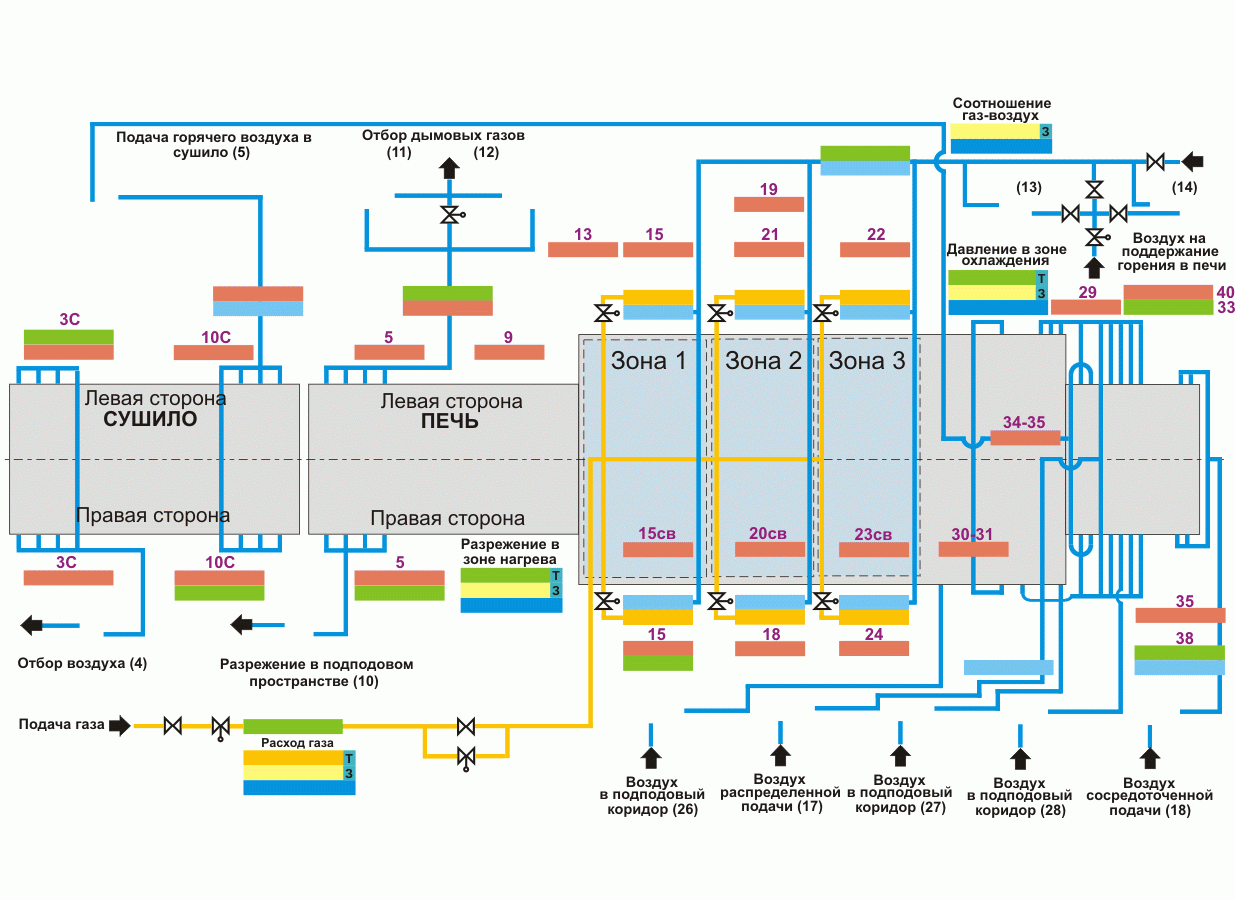 Соотношение
газ-воздух
З
Подача горячего воздуха в
сушило (5)
Отбор дымовых газов
(11)
(12)
(13)
(14)
19
13
15
21
22
Давление в зоне
охлаждения
Т
З
Воздух на
поддержание
горения в печи
29
40
33
3С
10С
5
9
Зона 1
Зона 2
Зона 3
Левая сторона
СУШИЛО
Левая сторона
ПЕЧЬ
34-35
Правая сторона
Правая сторона
15св
20св
23св
30-31
3С
10С
5
Разрежение в
зоне нагрева
Т
З
15
18
24
35
38
Отбор воздуха (4)
Разрежение в подподовом
пространстве (10)
Подача газа
Расход газа
Т
З
Воздух
в подподовый
коридор (26)
Воздух
распределенной
подачи (17)
Воздух
в подподовый
коридор (27)
Воздух
в подподовый
коридор (28)
Воздух
сосредоточенной
подачи (18)